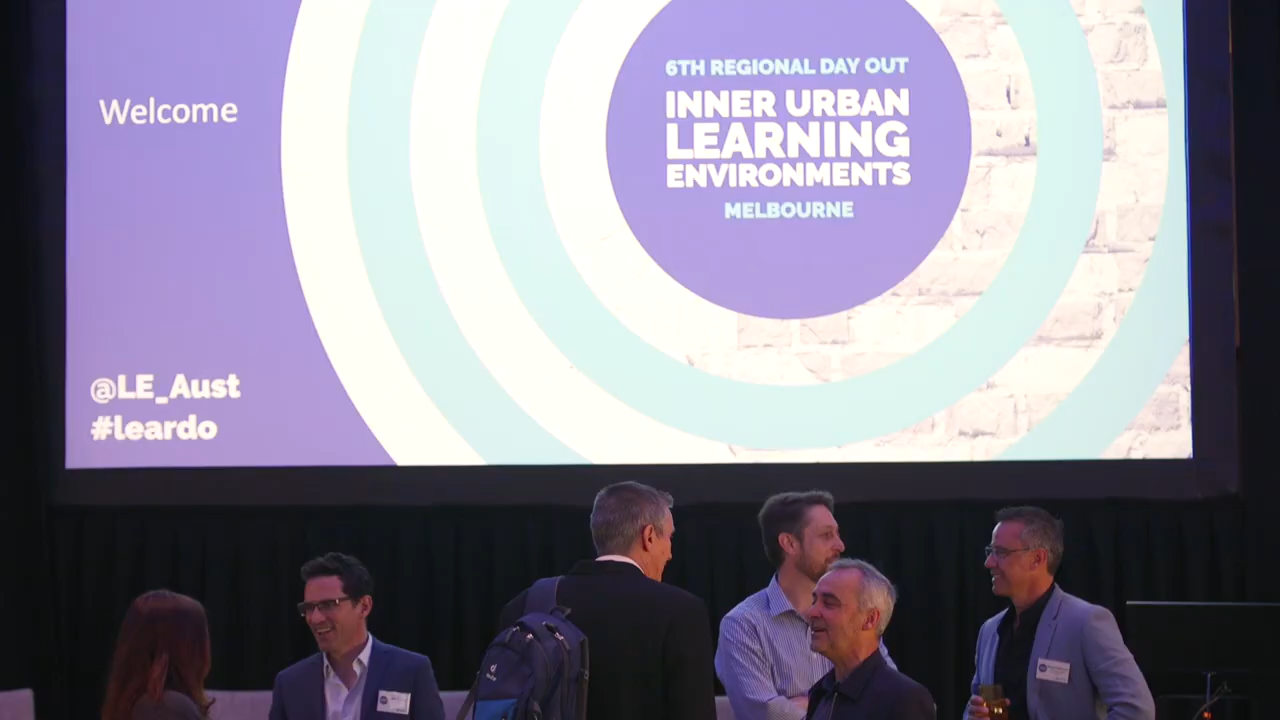 Welcome
6TH REGIONAL DAY OUT
INNER URBAN
LEARNING
ENVIRONMENTS
MELBOURNE
@LE_Aust
#leardo